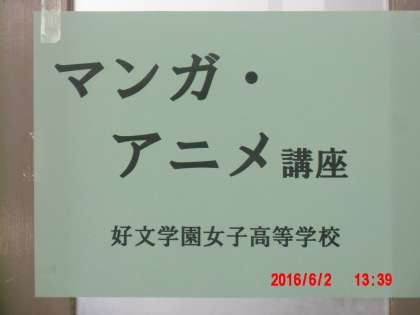 マンガ・
アニメ講座
好文学園女子高等学校
2016/6/2 13:39